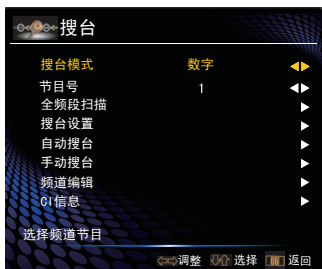 搜台
搜台模式 数字
节目号 1
全频段扫描
搜台设置
自动搜台
手动搜台
频道编辑
CI信息
选择频道节目
调整 选择 返回